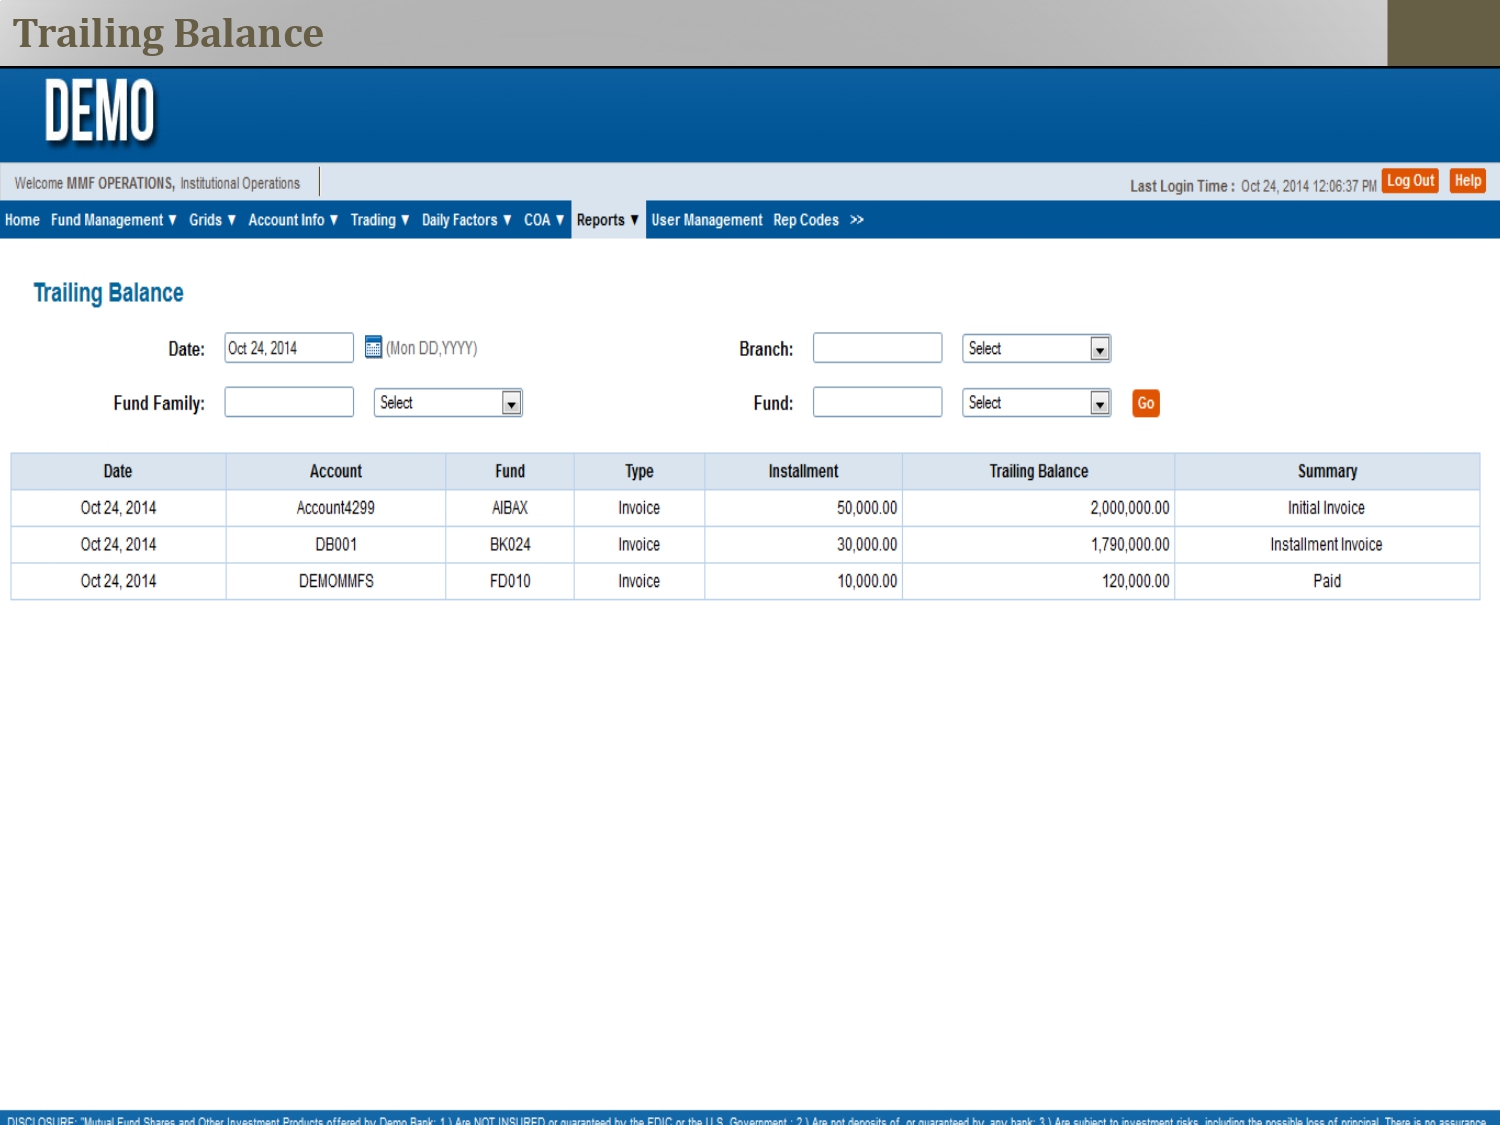 Trailing Balance
DEMO
Welcome MMF OPERATIONS, Institutional Operations
Last Login Time : Oct 24, 2014 12:06:37 PM Log Out Help
Home Fund Management ▼ Grids ▼ Account Info ▼ Trading ▼ Daily Factors ▼ COA ▼ Reports ▼ User Management Rep Codes >>
Trailing Balance
Date: Oct 24, 2014 (Mon DD,YYYY) Branch: Select
Fund Family: Select Fund: Select Go
Date Account Fund Type Installment Trailing Balance Summary
Oct 24, 2014 Account4299 AIBAX Invoice 50,000.00 2,000,000.00 Initial Invoice
Oct 24, 2014 DB001 BK024 Invoice 30,000.00 1,790,000.00 Installment Invoice
Oct 24, 2014 DEMOMMFS FD010 Invoice 10,000.00 120,000.00 Paid
DISCLOSURE: "Mutual Fund Shares and Other Investment Products offered by Demo Bank: 1.) Are NOT INSURED or guaranteed by the FDIC or the U.S. Government ; 2.) Are not deposits of, or guaranteed by, any bank; 3.) Are subject to investment risks, including the possible loss of principal. There is no assurance